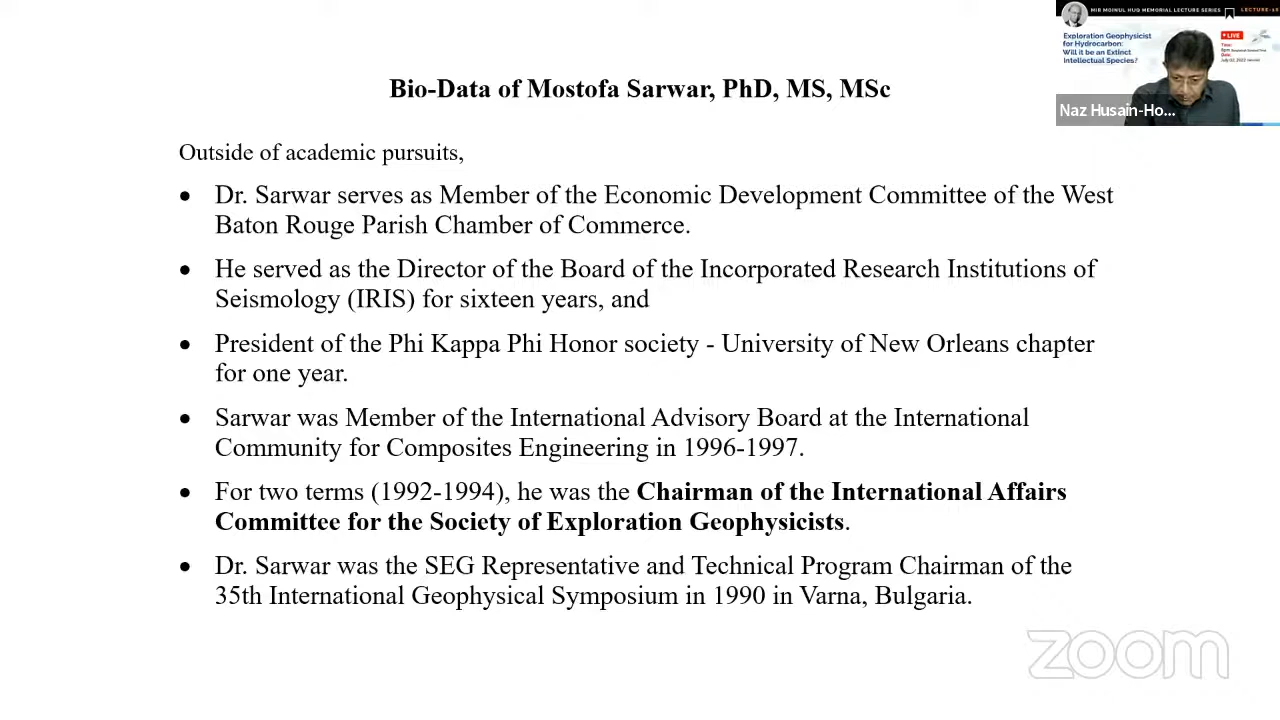 MIR MOINUL HUQ MEMORIAL LECTURE SERIES
Exploration Geophysicist
for Hydrocarbon:
Will it be an Extinct
Intellectual Species?
LIVE
Naz Husain-Ho...
Bio-Data of Mostofa Sarwar, PhD, MS, MSc
Outside of academic pursuits,
• Dr. Sarwar serves as Member of the Economic Development Committee of the West
Baton Rouge Parish Chamber of Commerce.
• He served as the Director of the Board of the Incorporated Research Institutions of
Seismology (IRIS) for sixteen years, and
• President of the Phi Kappa Phi Honor society - University of New Orleans chapter
for one year.
• Sarwar was Member of the International Advisory Board at the International
Community for Composites Engineering in 1996-1997.
• For two terms (1992-1994), he was the Chairman of the International Affairs
Committee for the Society of Exploration Geophysicists.
• Dr. Sarwar was the SEG Representative and Technical Program Chairman of the
35th International Geophysical Symposium in 1990 in Varna, Bulgaria.
zoom